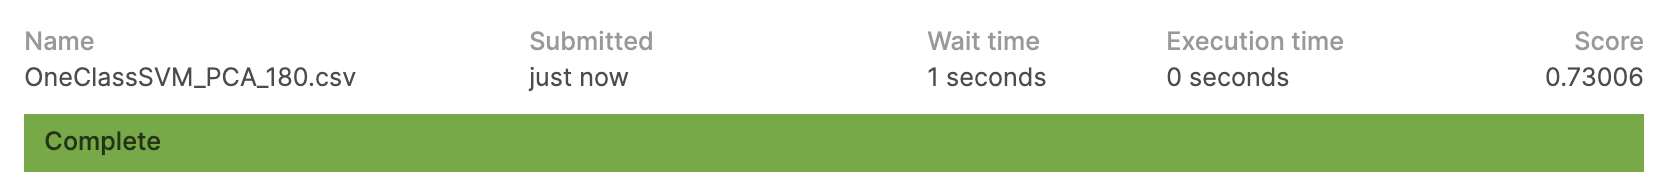 Name Submitted Wait time Execution time Score
OneClassSVM_PCA_180.csv just now 1 seconds 0 seconds 0.73006
Complete